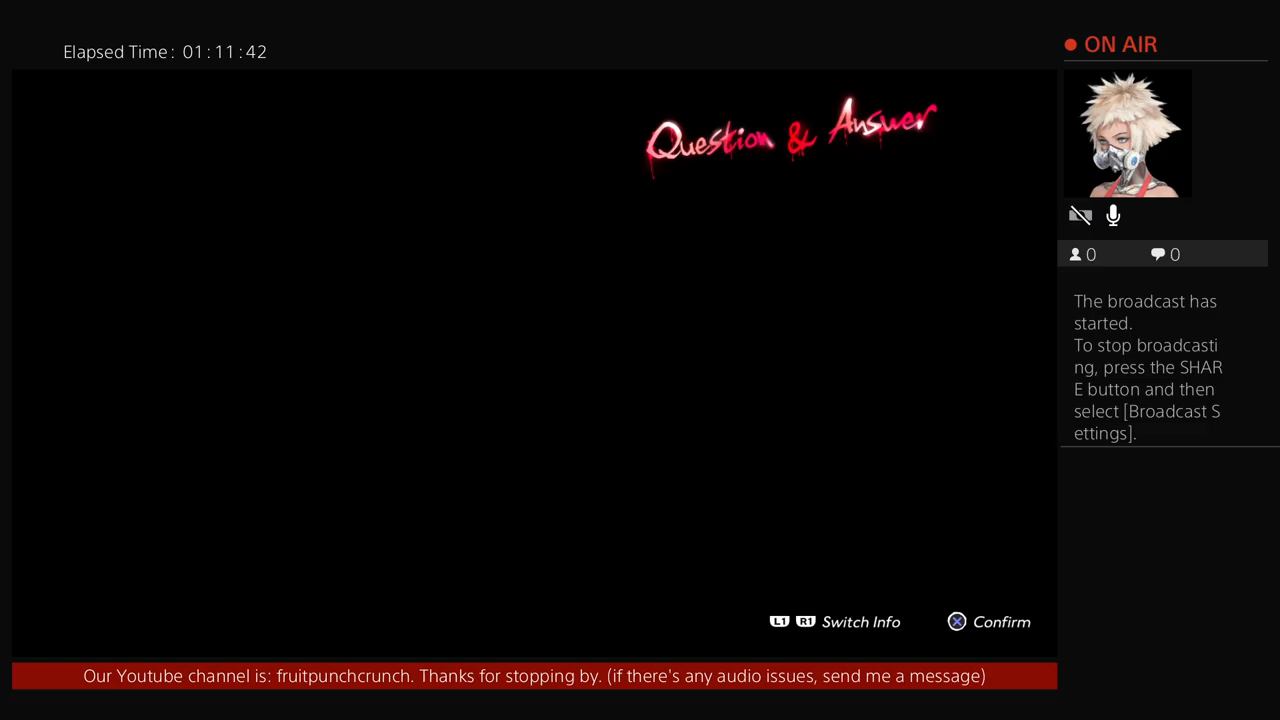 Elapsed Time: 01:11:42
ON AIR
Question & Answer
0 0
The broadcast has
started.
To stop broadcasti
ng, press the SHAR
E button and then
select [Broadcast S
ettings].
L1 R1 Switch Info Confirm
Our Youtube channel is: fruitpunchcrunch. Thanks for stopping by. (if there's any audio issues, send me a message)